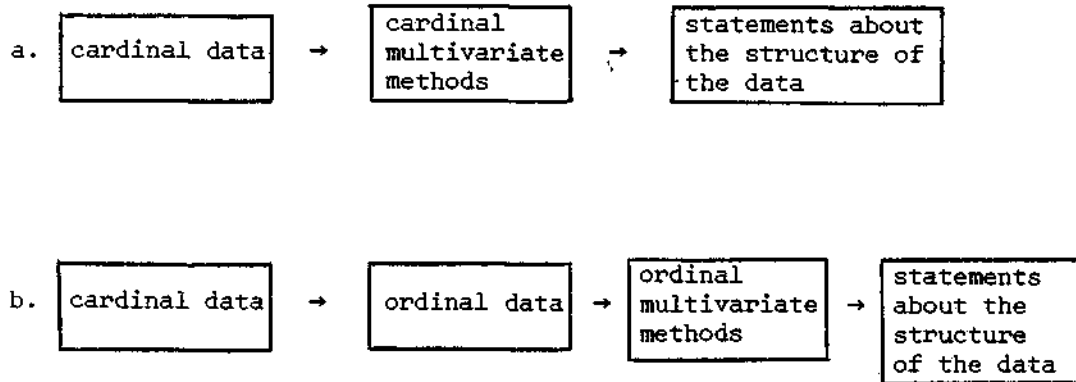 a. cardinal data → cardinal multivariate methods → statements about the structure of the data
b. cardinal data → ordinal data → ordinal multivariate methods → statements about the structure of the data